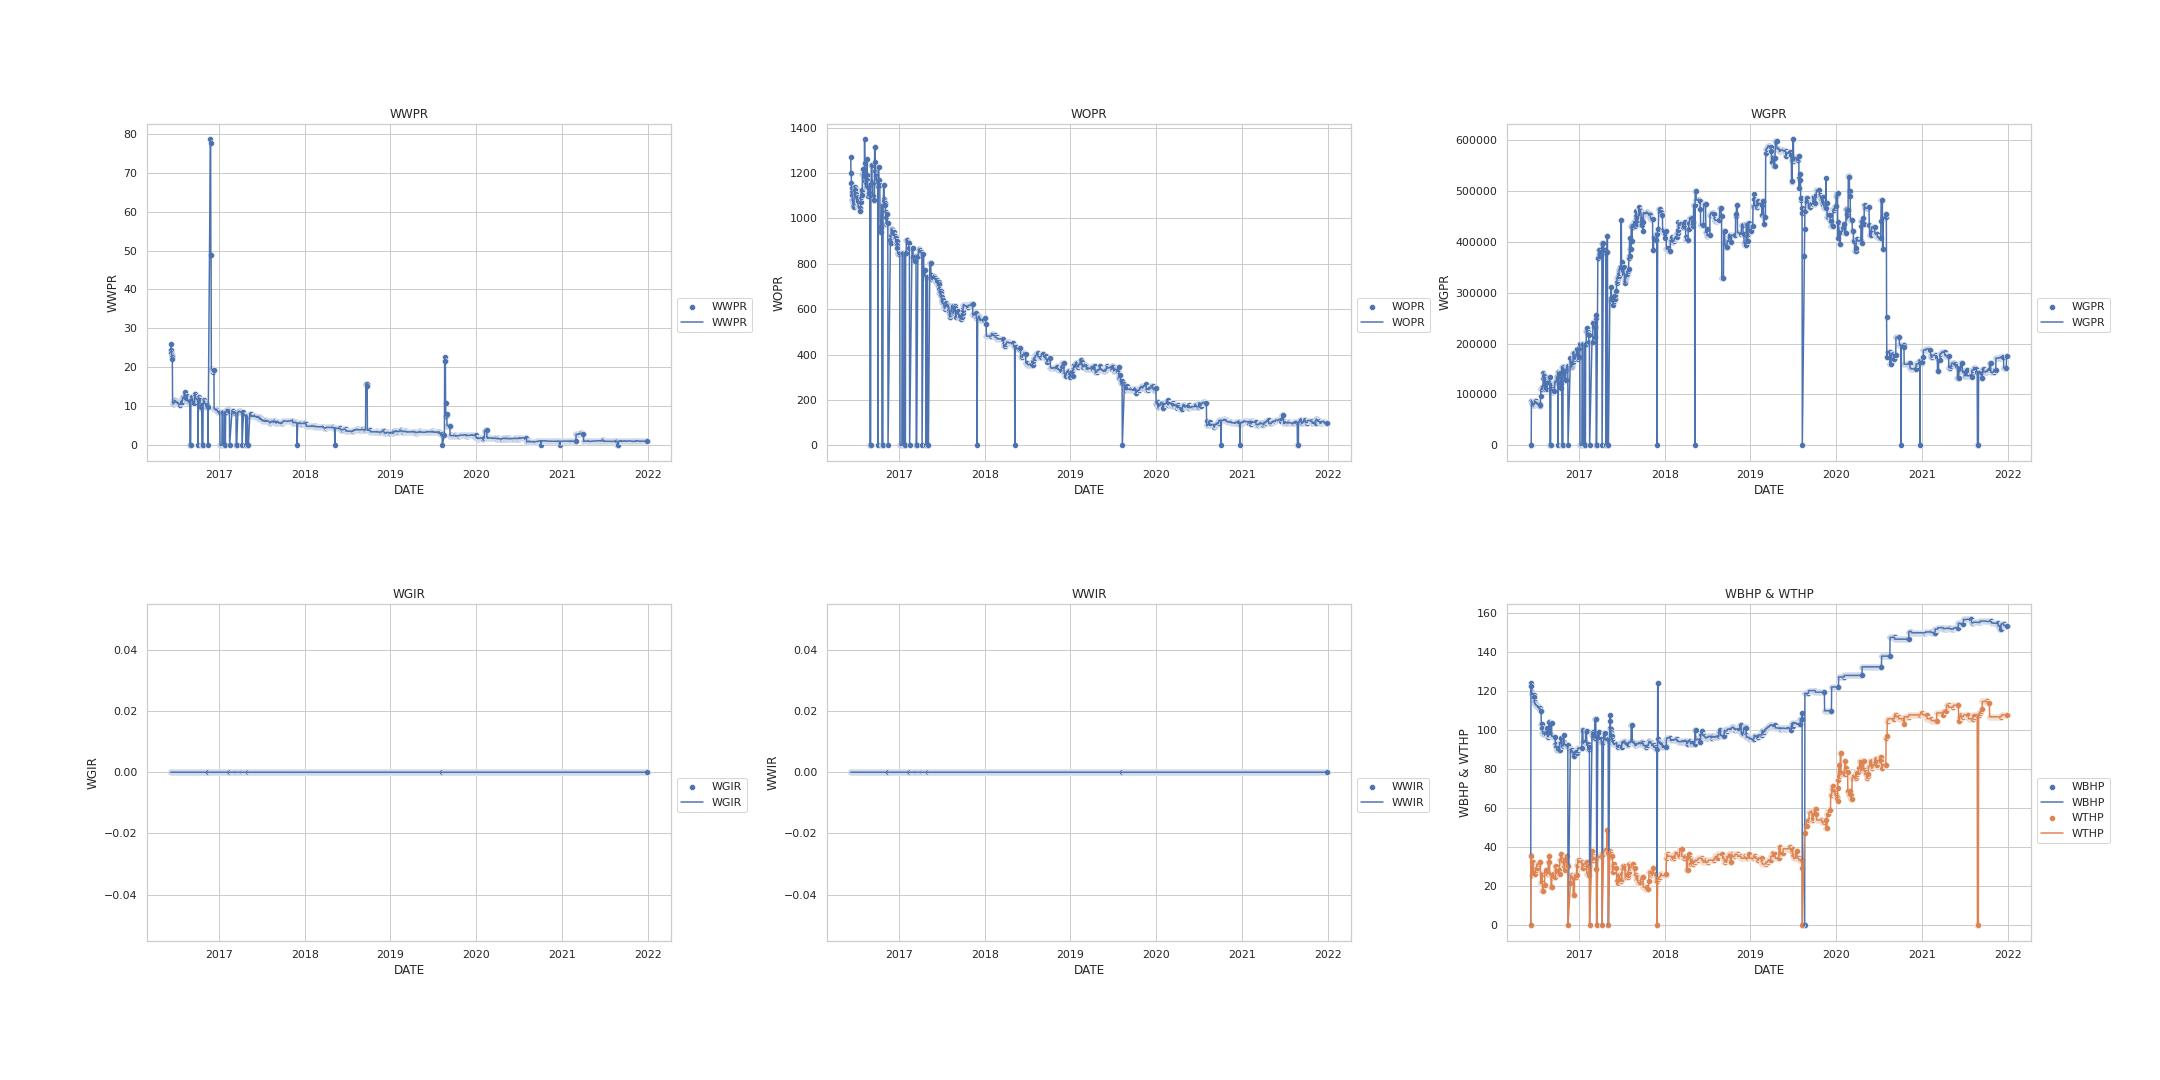 WWPR
80
70
60
50
40
30
20
10
0
WWPR
2017 2018 2019 2020 2021 2022
DATE
WWPR
WWPR
WOPR
1400
1200
1000
800
600
400
200
0
WOPR
2017 2018 2019 2020 2021 2022
DATE
WOPR
WOPR
WGPR
600000
500000
400000
300000
200000
100000
0
WGPR
2017 2018 2019 2020 2021 2022
DATE
WGPR
WGPR
WGIR
0.04
0.02
0.00
−0.02
−0.04
WGIR
2017 2018 2019 2020 2021 2022
DATE
WGIR
WGIR
WWIR
0.04
0.02
0.00
−0.02
−0.04
WWIR
2017 2018 2019 2020 2021 2022
DATE
WWIR
WWIR
WBHP & WTHP
160
140
120
100
80
60
40
20
0
WBHP & WTHP
2017 2018 2019 2020 2021 2022
DATE
WBHP
WBHP
WTHP
WTHP